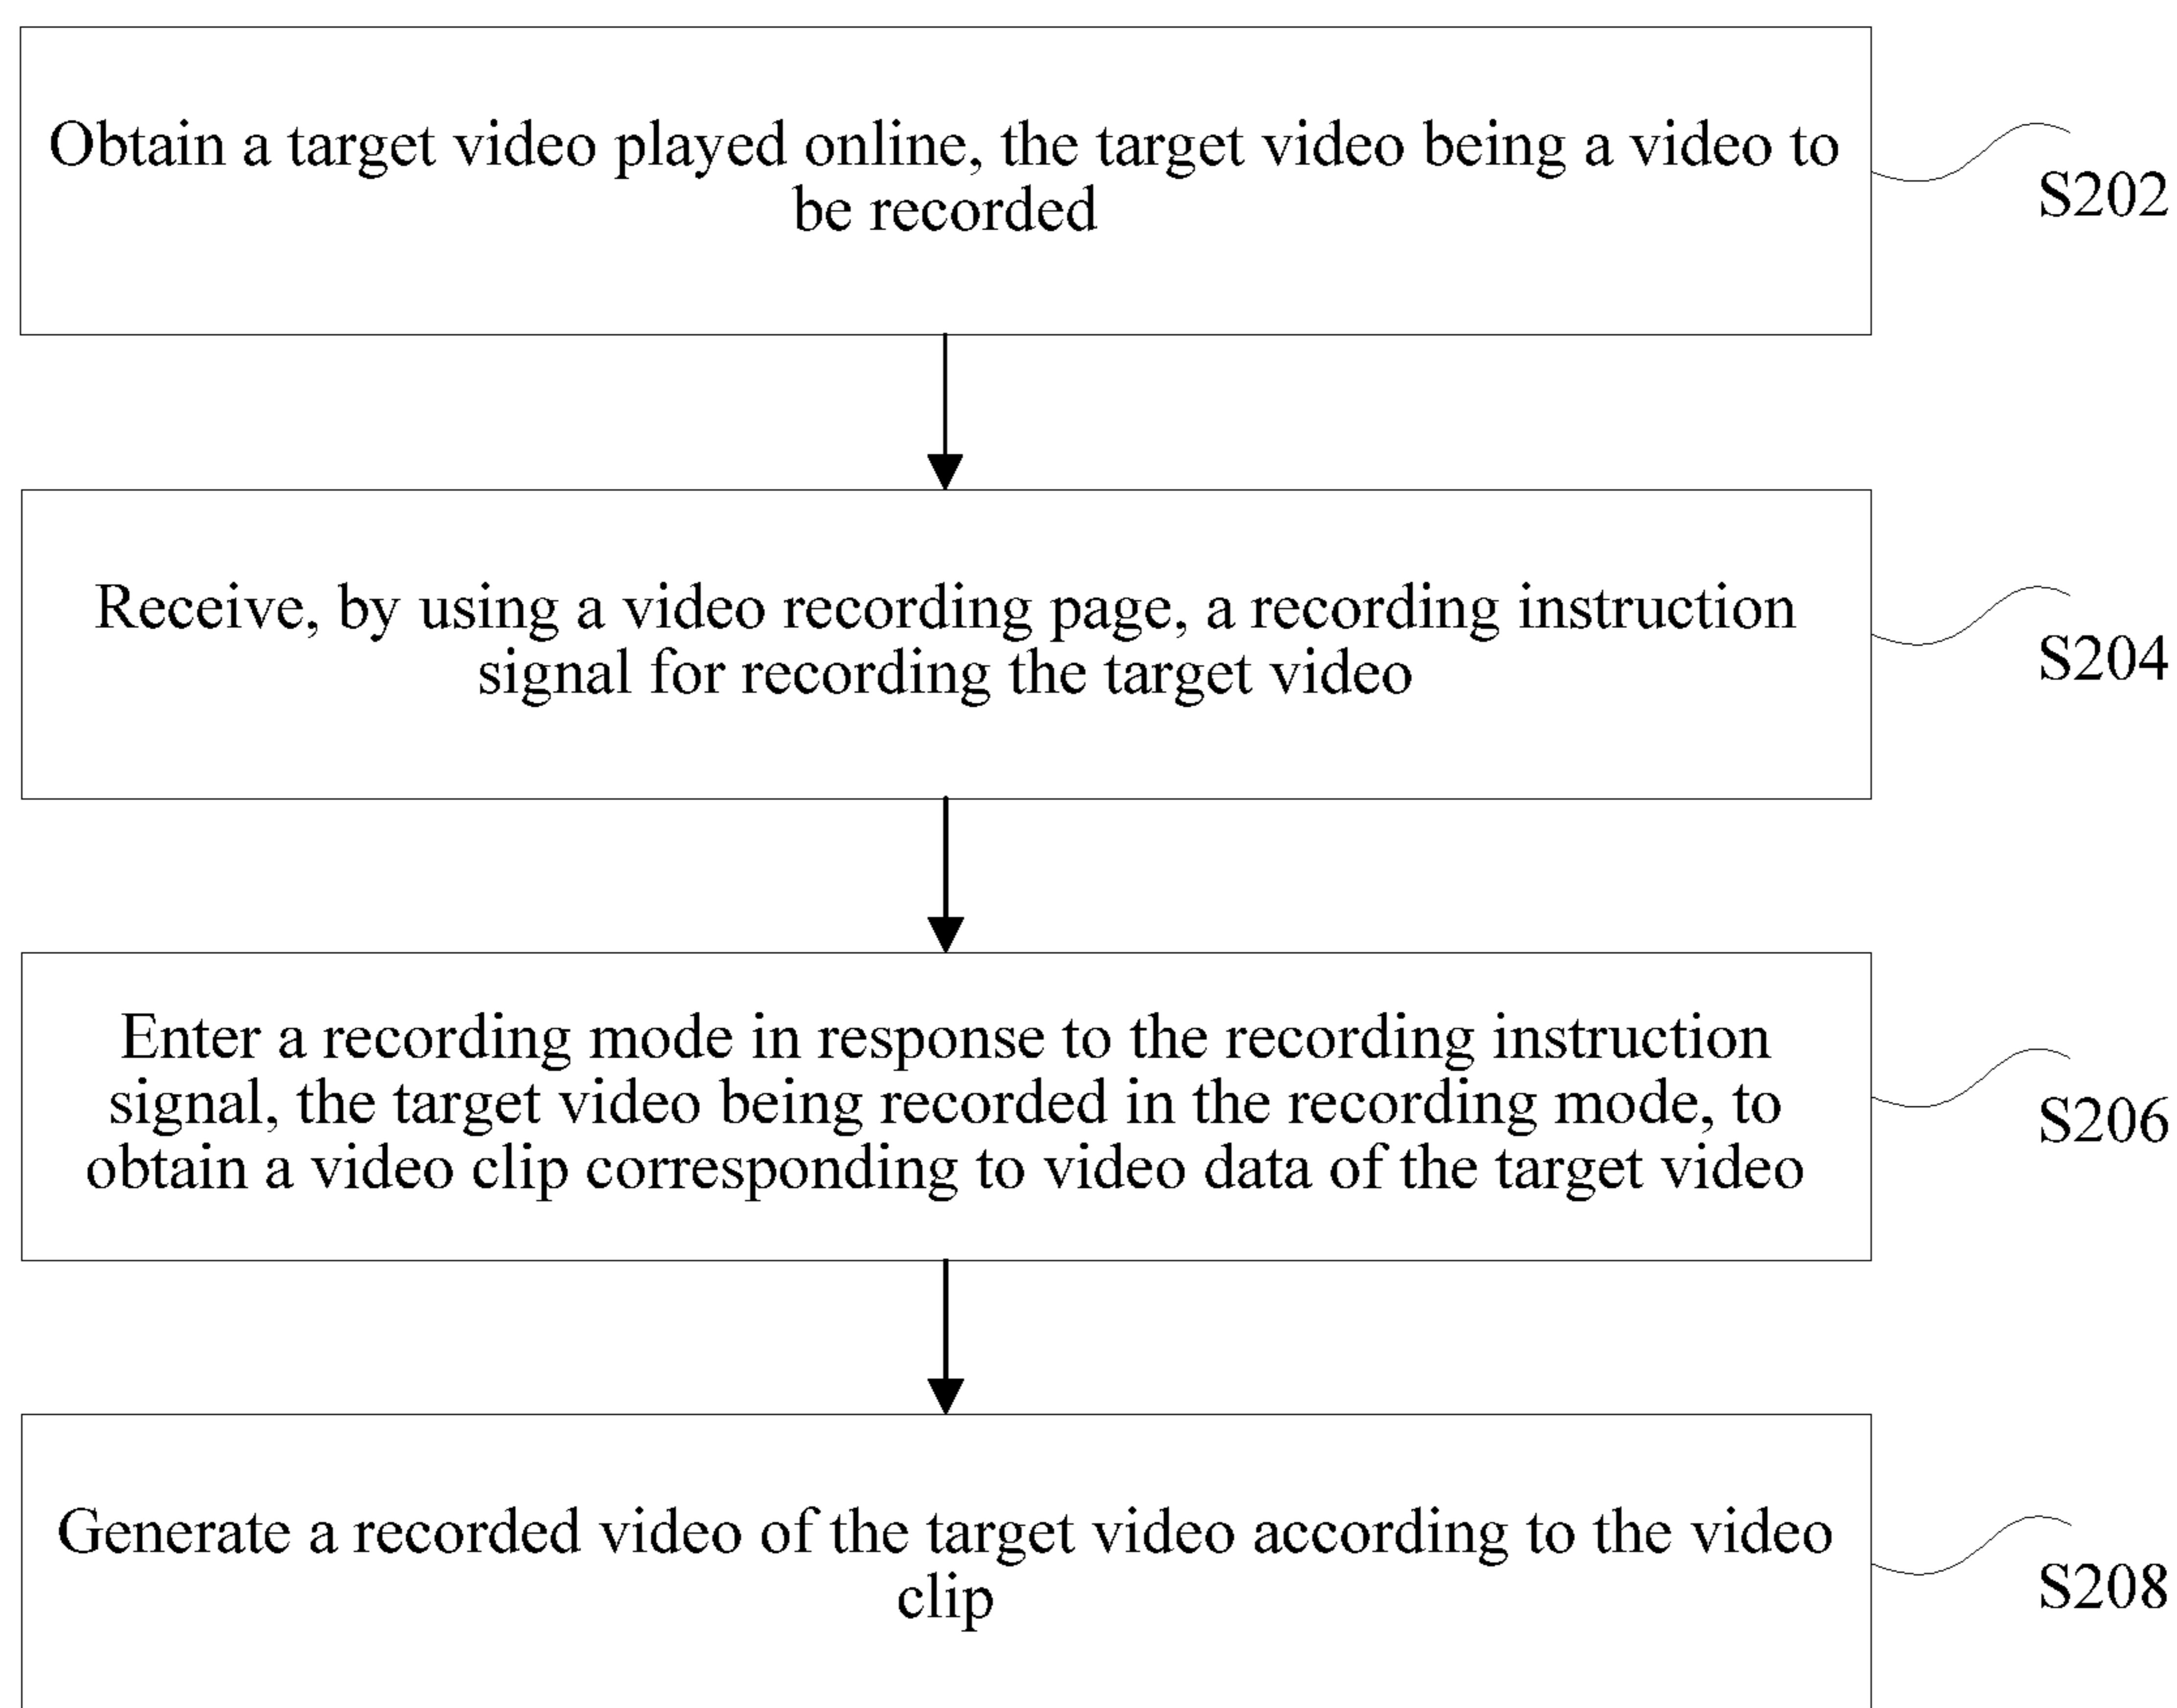 Obtain a target video played online, the target video being a video to
be recorded
S202
Receive, by using a video recording page, a recording instruction
signal for recording the target video
S204
Enter a recording mode in response to the recording instruction
signal, the target video being recorded in the recording mode, to
obtain a video clip corresponding to video data of the target video
S206
Generate a recorded video of the target video according to the video
clip
S208